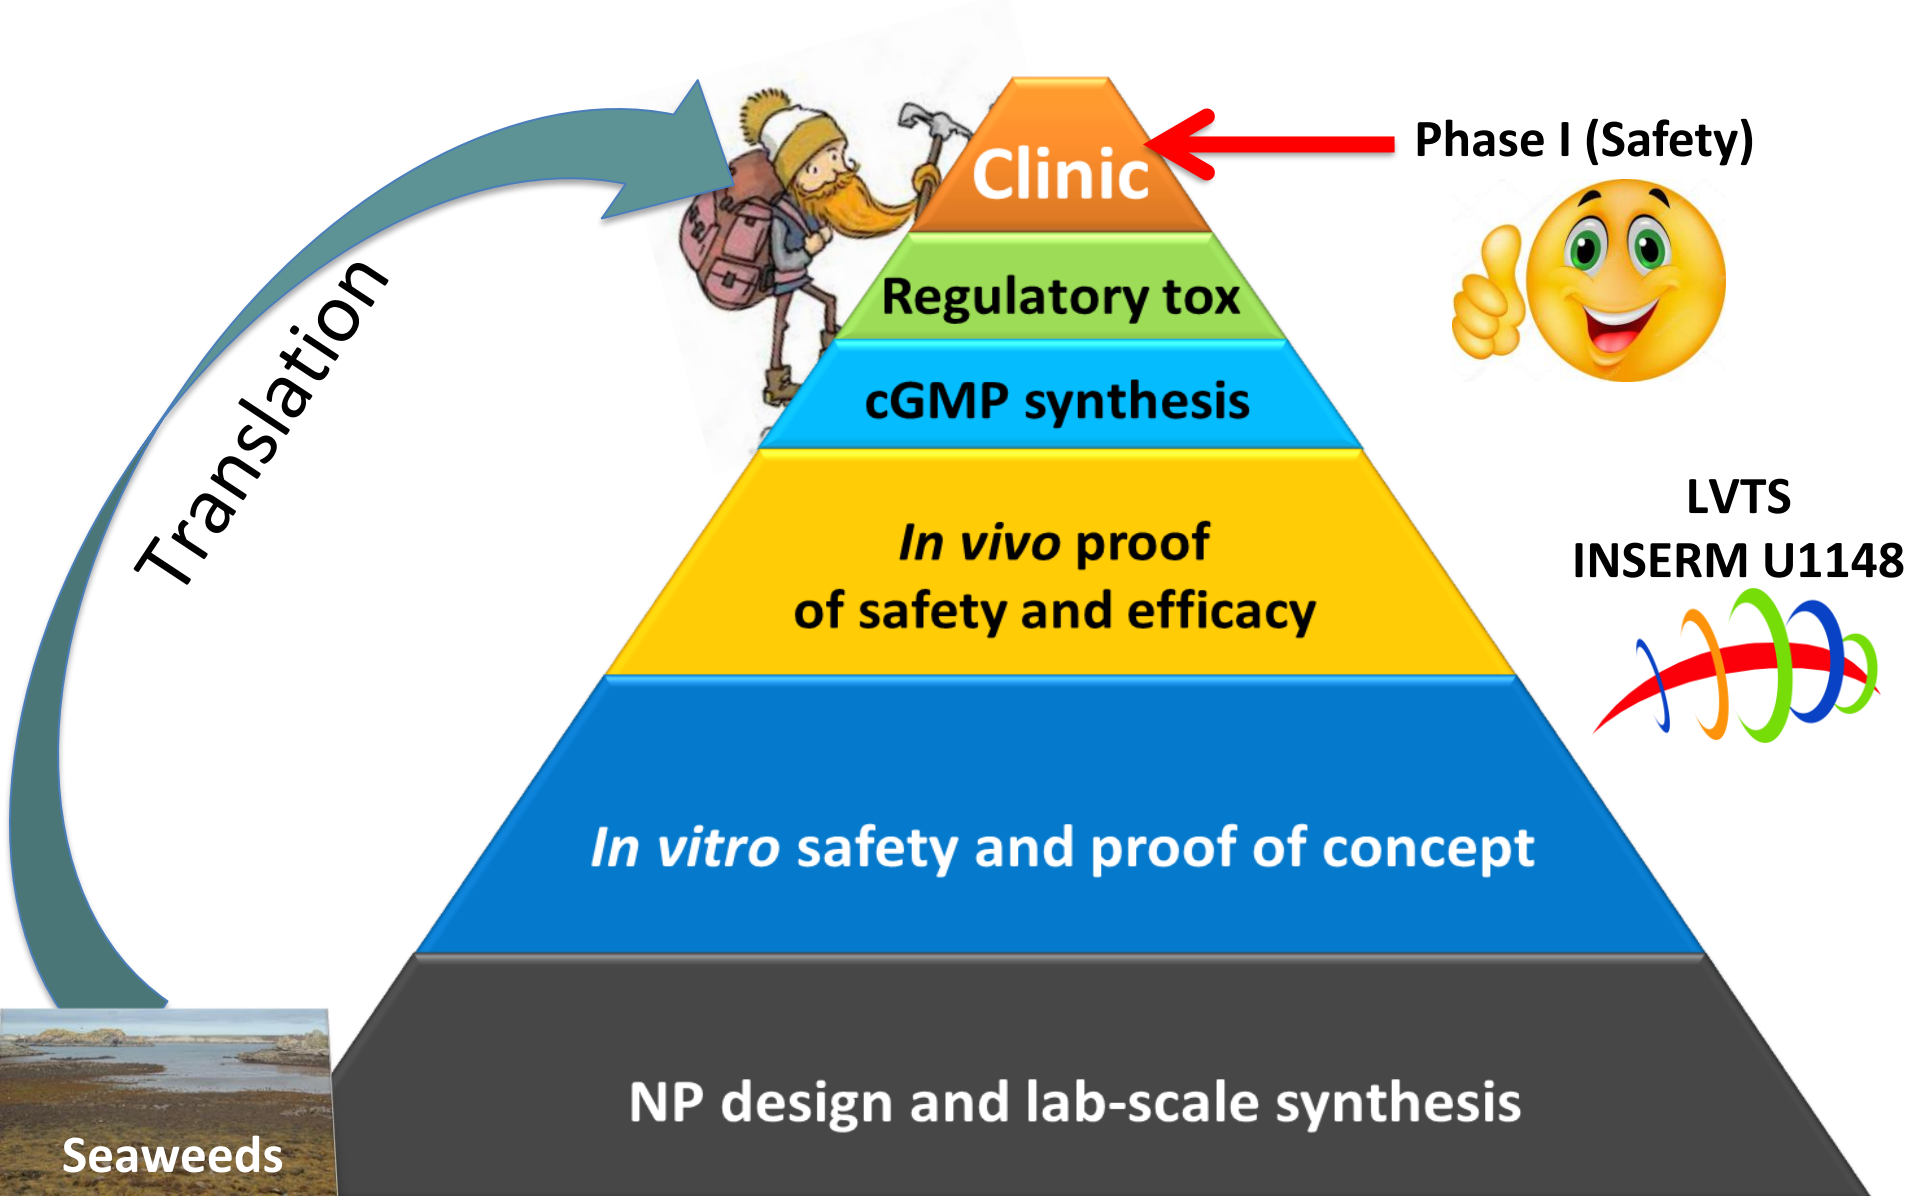 Clinic
Phase I (Safety)
Regulatory tox
cGMP synthesis
Translation
In vivo proof
of safety and efficacy
LVTS
INSERM U1148
In vitro safety and proof of concept
NP design and lab-scale synthesis
Seaweeds